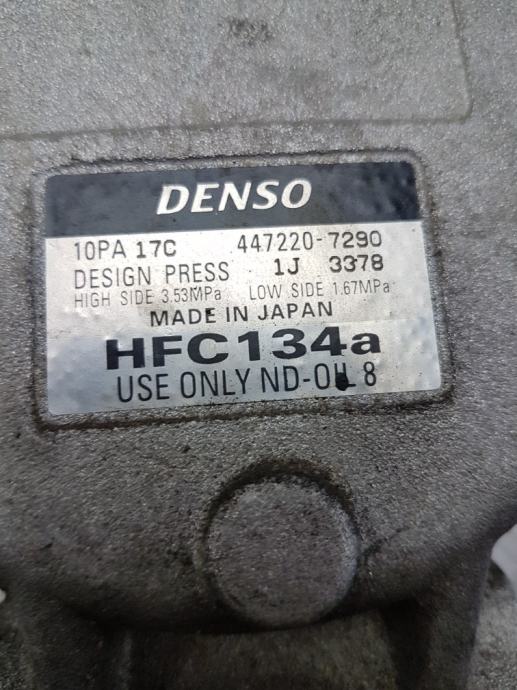 DENSO
10PA 17C 447220-7290
DESIGN PRESS 1J 3378
HIGH SIDE 3.53MPa LOW SIDE 1.67MPa
MADE IN JAPAN
HFC134a
USE ONLY ND-OIL 8